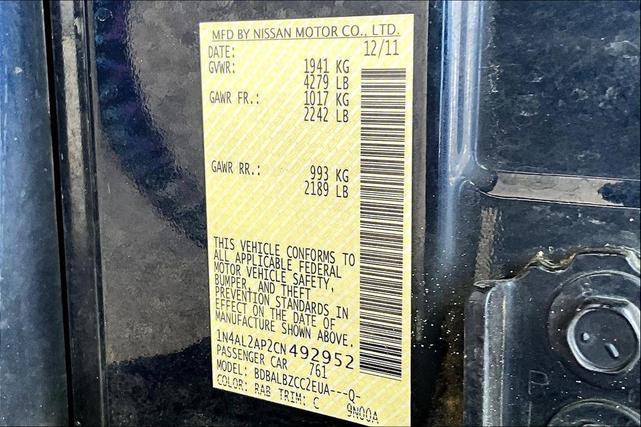 MFD BY NISSAN MOTOR CO., LTD.
DATE: 12/11
GVWR: 1941 KG
4279 LB
GAWR FR.: 1017 KG
2242 LB
GAWR RR.: 993 KG
2189 LB
THIS VEHICLE CONFORMS TO
ALL APPLICABLE FEDERAL
MOTOR VEHICLE SAFETY,
BUMPER, AND THEFT
PREVENTION STANDARDS IN
EFFECT ON THE DATE OF
MANUFACTURE SHOWN ABOVE.
1N4AL2AP2CN492952
PASSENGER CAR 761
MODEL: BDBALBZCC2EUA---Q-
COLOR: RAB TRIM: C 9N00A